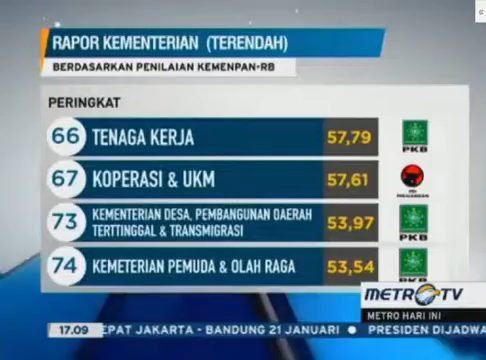 RAPOR KEMENTERIAN (TERENDAH)
BERDASARKAN PENILAIAN KEMENPAN-RB
PERINGKAT
66 TENAGA KERJA 57,79 PKB
67 KOPERASI & UKM 57,61 PDI PERJUANGAN
73 KEMENTERIAN DESA, PEMBANGUNAN DAERAH
TERTTINGGAL & TRANSMIGRASI 53,97 PKB
74 KEMETERIAN PEMUDA & OLAH RAGA 53,54 PKB
METRO TV
METRO HARI INI
17.09 EPAT JAKARTA - BANDUNG 21 JANUARI • PRESIDEN DIJADWA